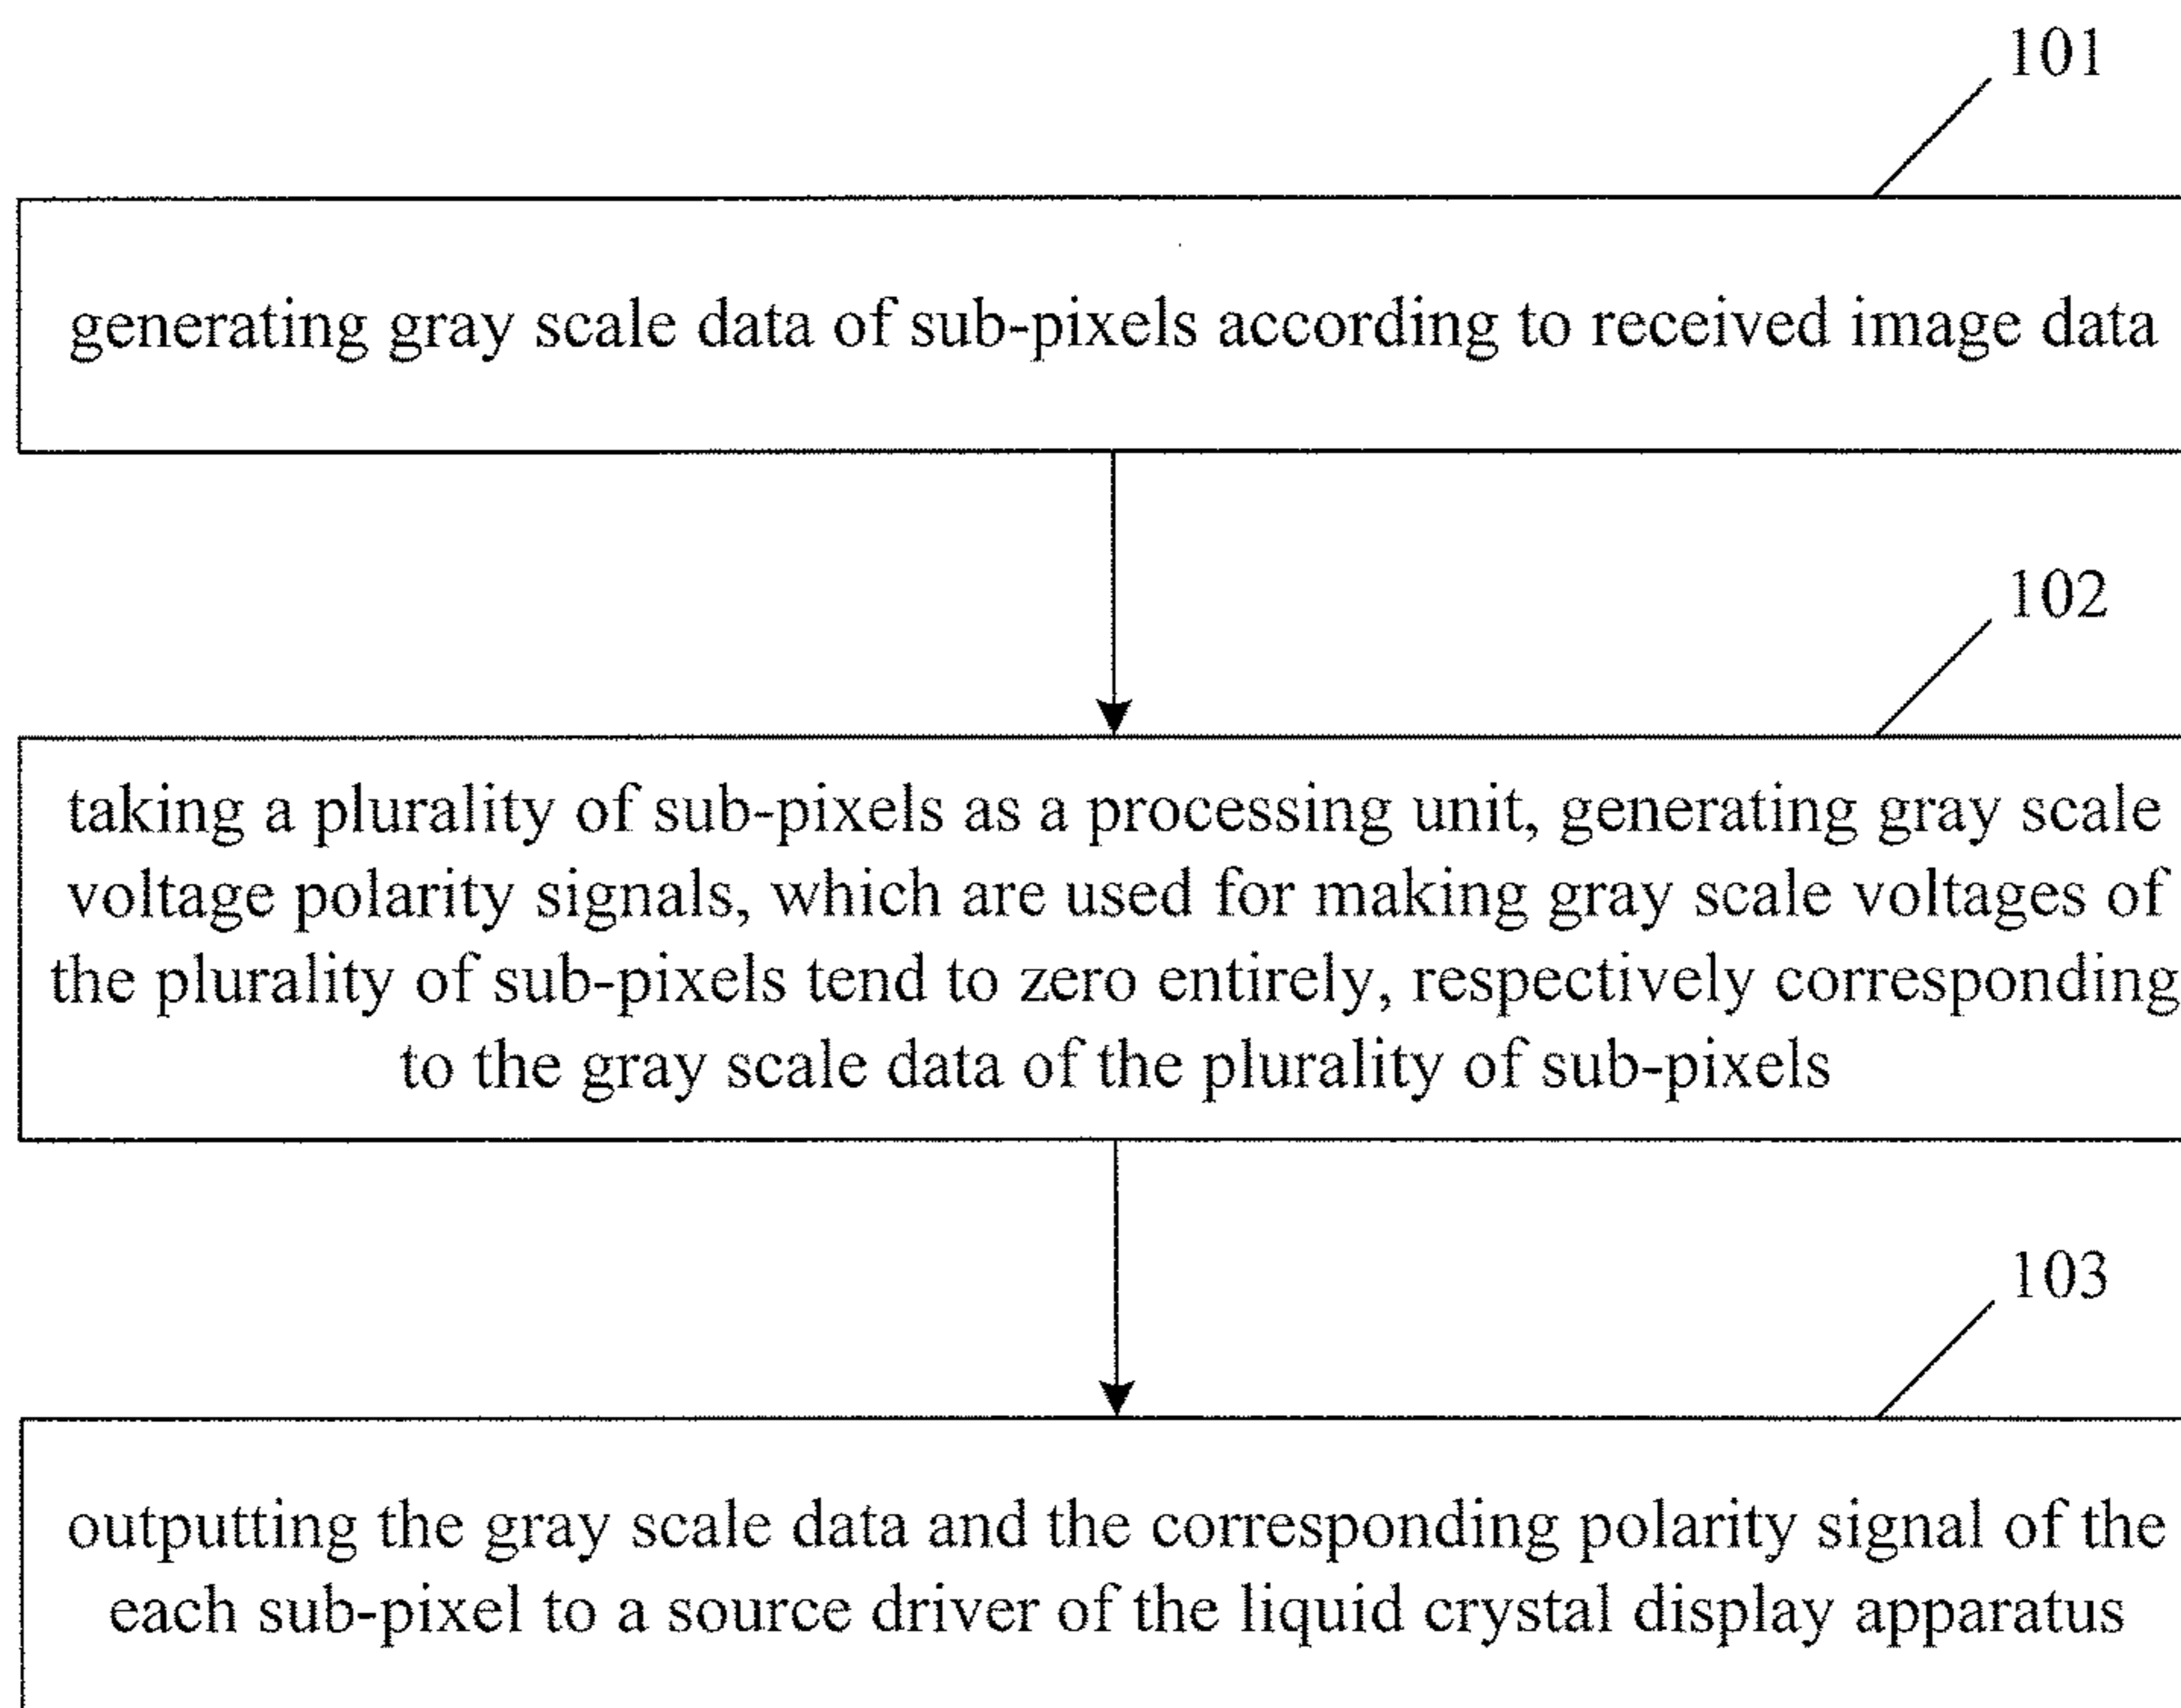 101
generating gray scale data of sub-pixels according to received image data
102
taking a plurality of sub-pixels as a processing unit, generating gray scale
voltage polarity signals, which are used for making gray scale voltages of
the plurality of sub-pixels tend to zero entirely, respectively corresponding
to the gray scale data of the plurality of sub-pixels
103
outputting the gray scale data and the corresponding polarity signal of the
each sub-pixel to a source driver of the liquid crystal display apparatus